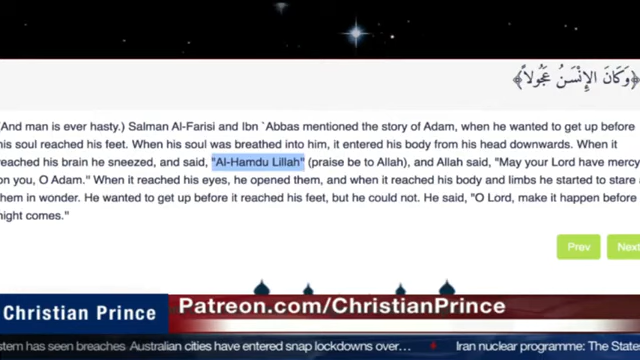 ﴿وَكَانَ الإِنْسَـٰنُ عَجُولاً﴾
And man is ever hasty.) Salman Al-Farisi and Ibn `Abbas mentioned the story of Adam, when he wanted to get up before
his soul reached his feet. When his soul was breathed into him, it entered his body from his head downwards. When it
reached his brain he sneezed, and said, "Al-Hamdu Lillah" (praise be to Allah), and Allah said, "May your Lord have mercy
on you, O Adam." When it reached his eyes, he opened them, and when it reached his body and limbs he started to stare a
them in wonder. He wanted to get up before it reached his feet, but he could not. He said, "O Lord, make it happen before
night comes."
Prev
Next
Christian Prince
Patreon.com/ChristianPrince
stem has seen breaches Australian cities have entered snap lockdowns over…
Iran nuclear programme: The States